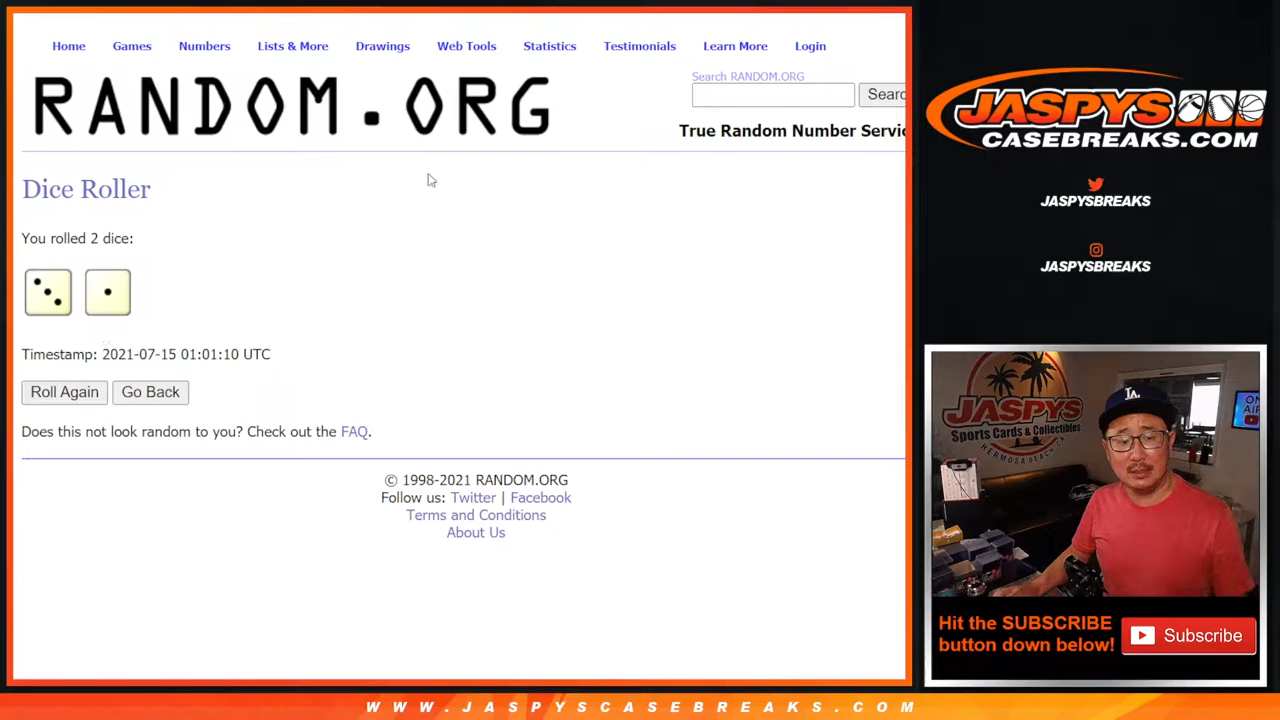 Home Games Numbers Lists & More Drawings Web Tools Statistics Testimonials Learn More Login
RANDOM.ORG
Search RANDOM.ORG
Searc
True Random Number Servic
Dice Roller
You rolled 2 dice:
Timestamp: 2021-07-15 01:01:10 UTC
Roll Again Go Back
Does this not look random to you? Check out the FAQ.
© 1998-2021 RANDOM.ORG
Follow us: Twitter | Facebook
Terms and Conditions
About Us
JASPYS
CASEBREAKS.COM
JASPYSBREAKS
JASPYSBREAKS
JASPYS
Sports Cards & Collectibles
HERMOSA BEACH, CA
LA
ON
AIR
Hit the SUBSCRIBE
button down below!
Subscribe
WWW.JASPYSCASEBREAKS.COM